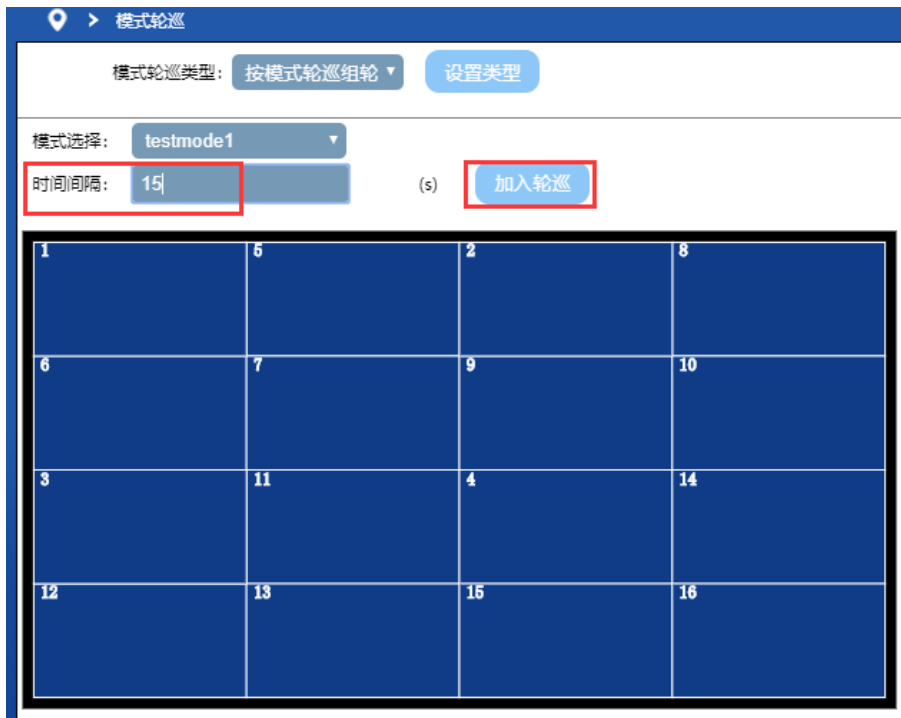 > 模式轮巡
模式轮巡类型: 按模式轮巡组轮 ▼ 设置类型
模式选择: testmode1 ▼
时间间隔: 15 (s) 加入轮巡
1 5 2 8
6 7 9 10
3 11 4 14
12 13 15 16